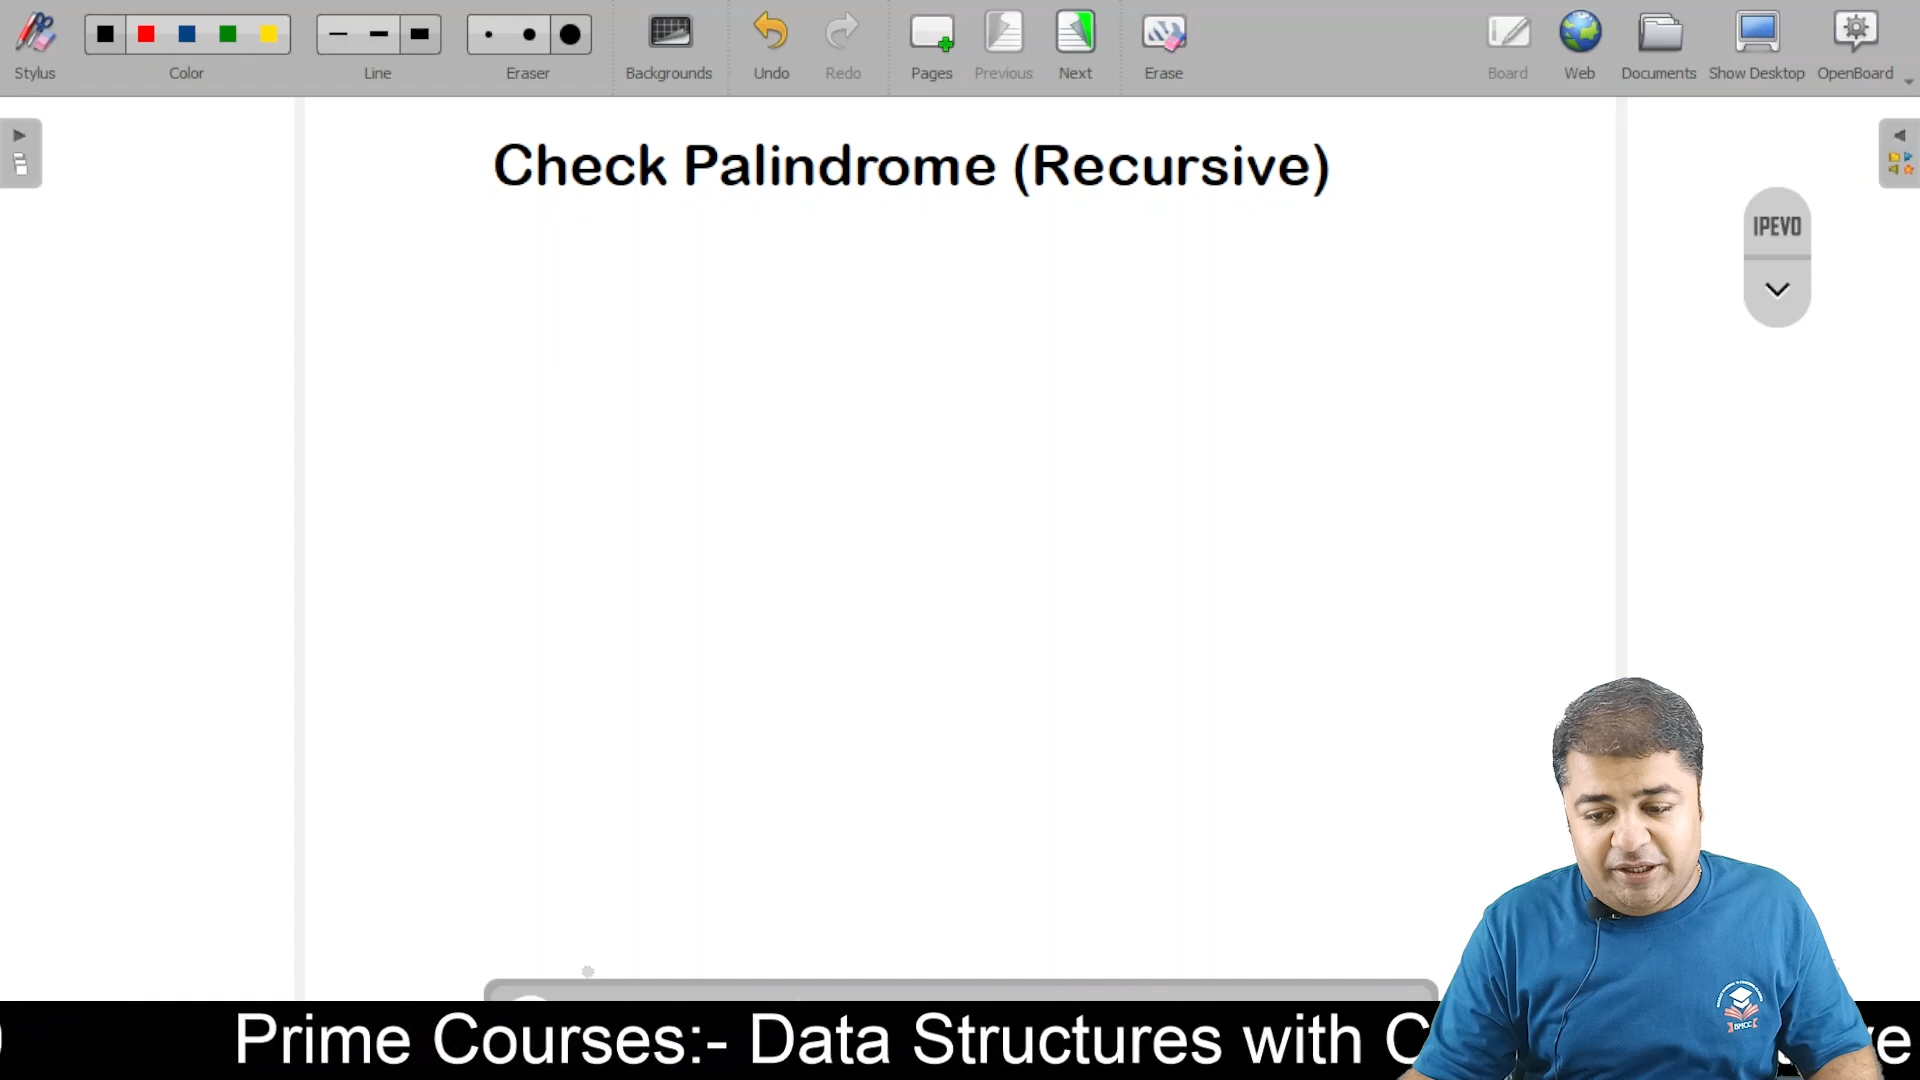 Stylus
Color
Line
Eraser
Backgrounds
Undo
Redo
Pages
Previous
Next
Erase
Board
Web
Documents
Show Desktop
OpenBoard
Check Palindrome (Recursive)
IPEVO
BMCC
Prime Courses:- Data Structures with C